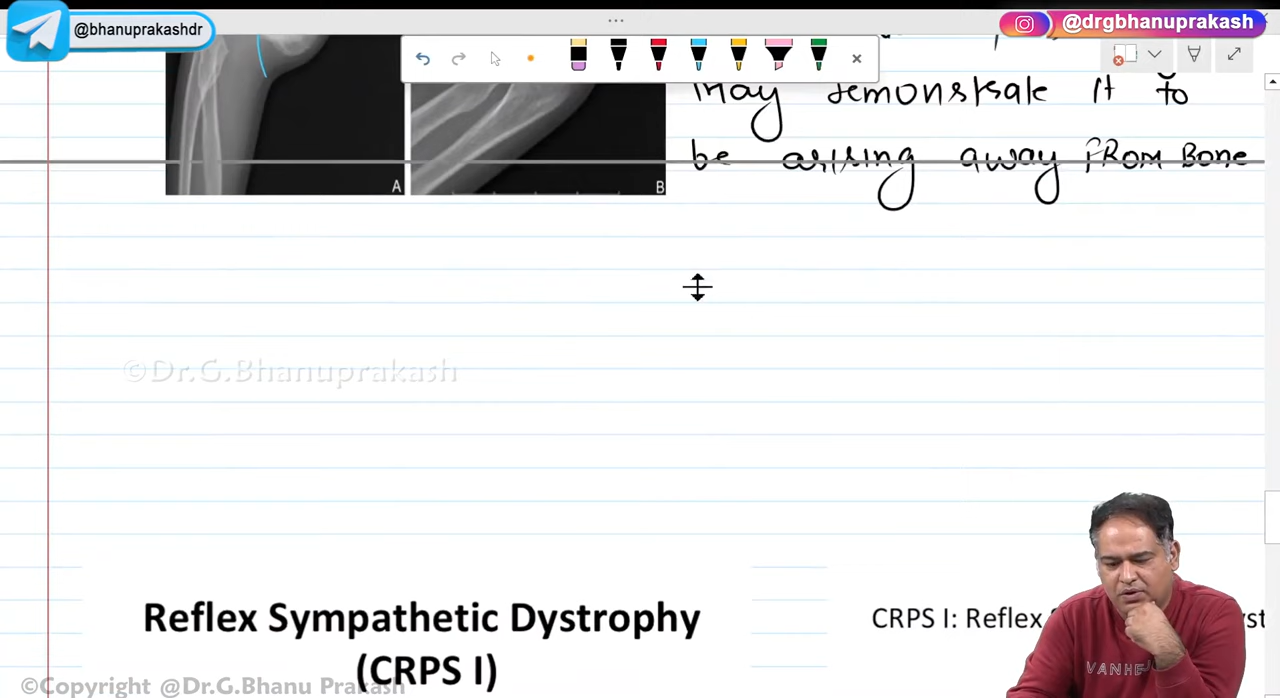 @bhanuprakashdr
@drgbhanuprakash
may demonstrate it to
be arising away FROM BONE
A
B
©Dr.G.Bhanuprakash
Reflex Sympathetic Dystrophy
(CRPS I)
CRPS I: Reflex
VANHE
©Copyright @Dr.G.Bhanu Prakash